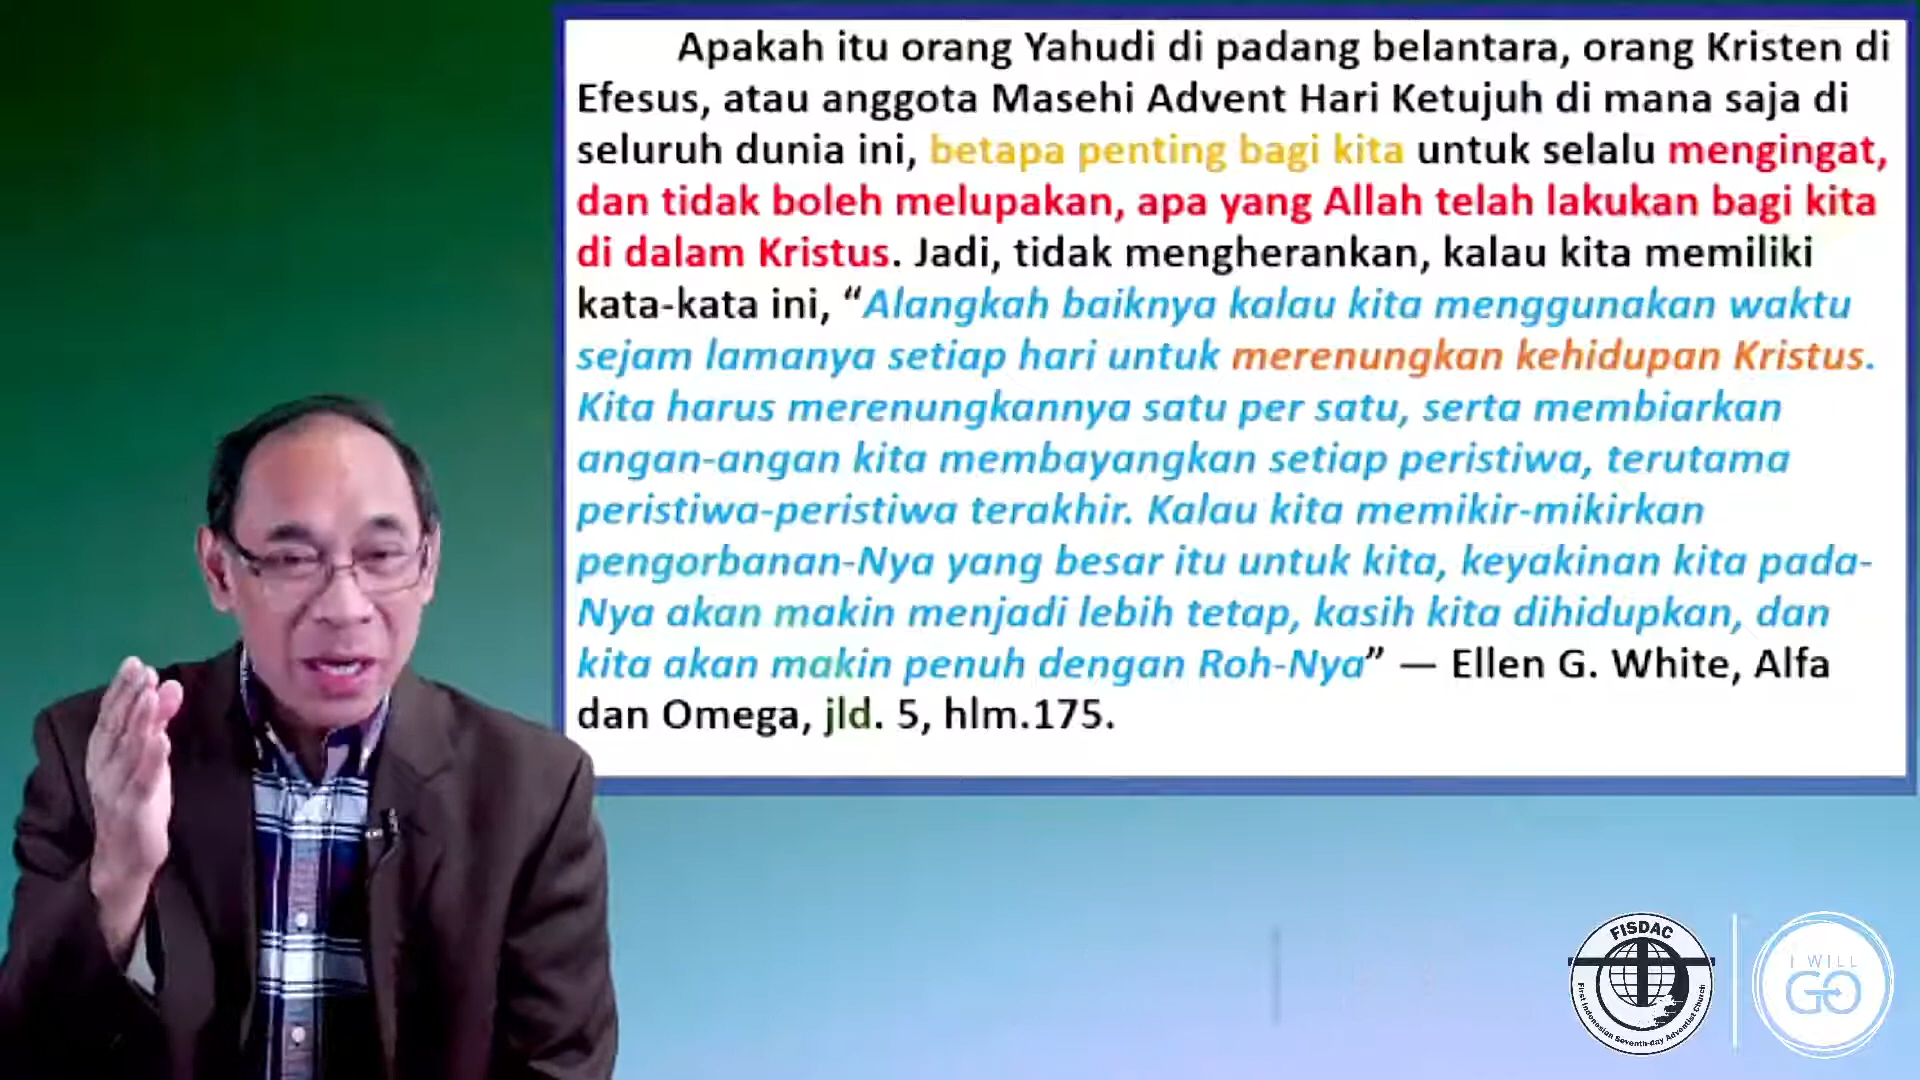 Apakah itu orang Yahudi di padang belantara, orang Kristen di
Efesus, atau anggota Masehi Advent Hari Ketujuh di mana saja di
seluruh dunia ini, betapa penting bagi kita untuk selalu mengingat,
dan tidak boleh melupakan, apa yang Allah telah lakukan bagi kita
di dalam Kristus. Jadi, tidak mengherankan, kalau kita memiliki
kata-kata ini, “Alangkah baiknya kalau kita menggunakan waktu
sejam lamanya setiap hari untuk merenungkan kehidupan Kristus.
Kita harus merenungkannya satu per satu, serta membiarkan
angan-angan kita membayangkan setiap peristiwa, terutama
peristiwa-peristiwa terakhir. Kalau kita memikir-mikirkan
pengorbanan-Nya yang besar itu untuk kita, keyakinan kita pada-
Nya akan makin menjadi lebih tetap, kasih kita dihidupkan, dan
kita akan makin penuh dengan Roh-Nya” — Ellen G. White, Alfa
dan Omega, jld. 5, hlm.175.
FISDAC
First Indonesian Seventh-day Adventist Church
I WILL
GO